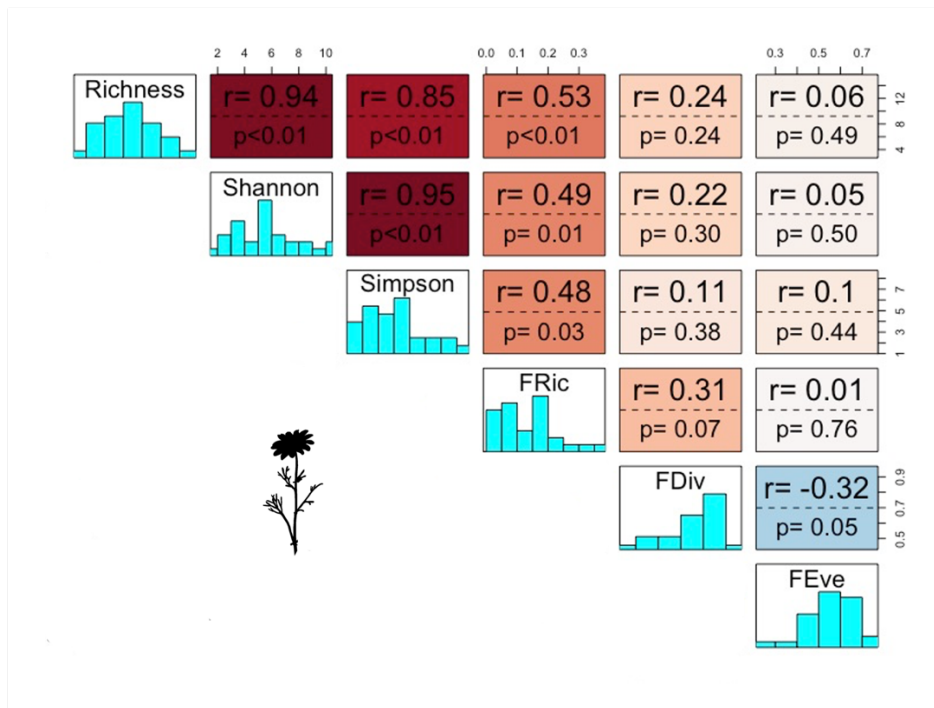 2 4 6 8 10 0.0 0.1 0.2 0.3 0.3 0.5 0.7
Richness r= 0.94 r= 0.85 r= 0.53 r= 0.24 r= 0.06
p<0.01 p<0.01 p<0.01 p= 0.24 p= 0.49
4 8 12
Shannon r= 0.95 r= 0.49 r= 0.22 r= 0.05
p<0.01 p= 0.01 p= 0.30 p= 0.50
Simpson r= 0.48 r= 0.11 r= 0.1
p= 0.03 p= 0.38 p= 0.44
1 3 5 7
FRic r= 0.31 r= 0.01
p= 0.07 p= 0.76
FDiv r= -0.32
p= 0.05
0.5 0.7 0.9
FEve